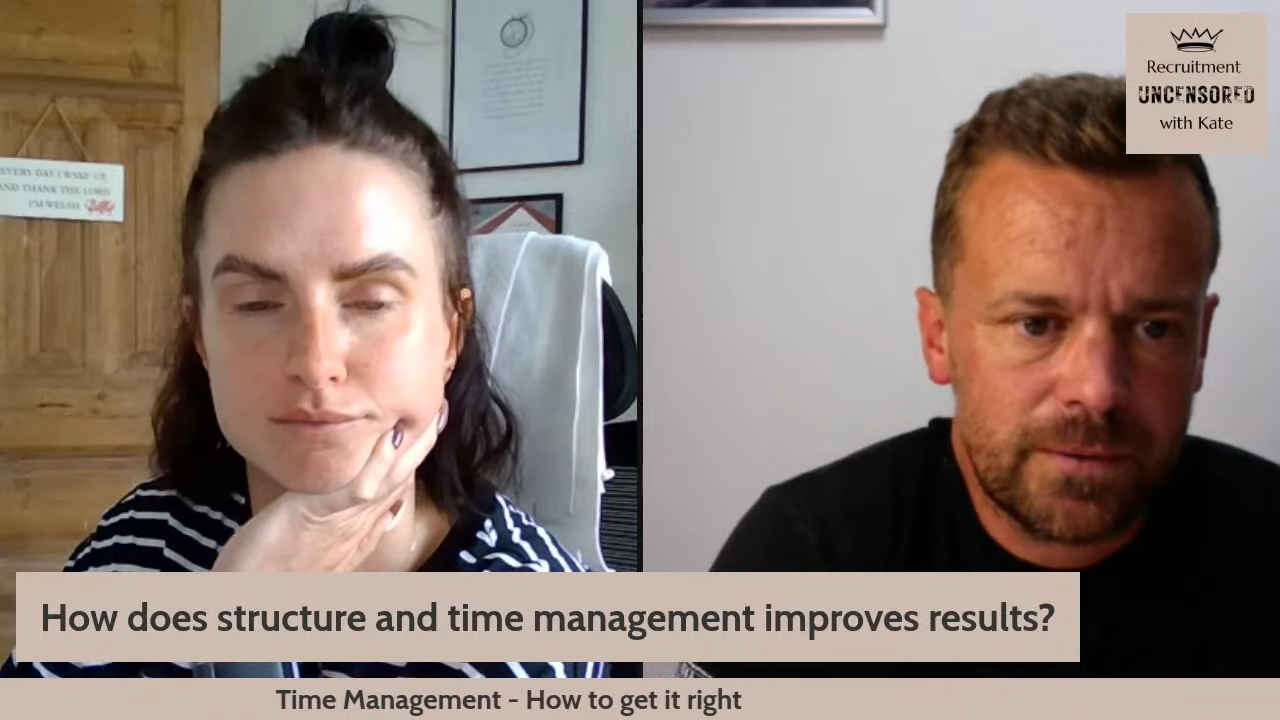 EVERY DAY I WAKE UP,
AND THANK THE LORD
I'M WELSH
Recruitment
UNCENSORED
with Kate
How does structure and time management improves results?
Time Management - How to get it right